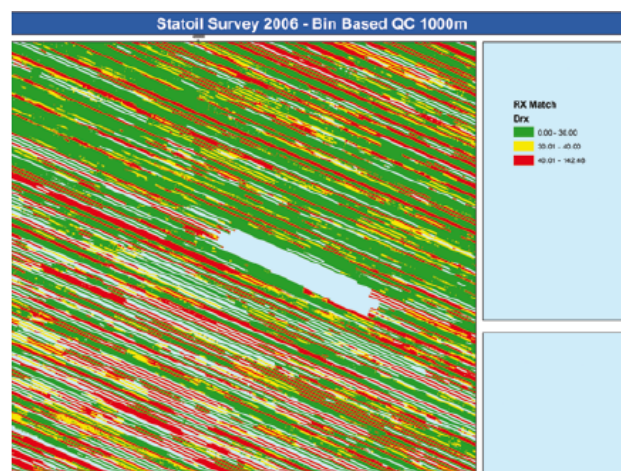 Statoil Survey 2006 - Bin Based QC 1000m
RX Match
Drx
0.00 - 30.00
30.01 - 40.00
40.01 - 142.48